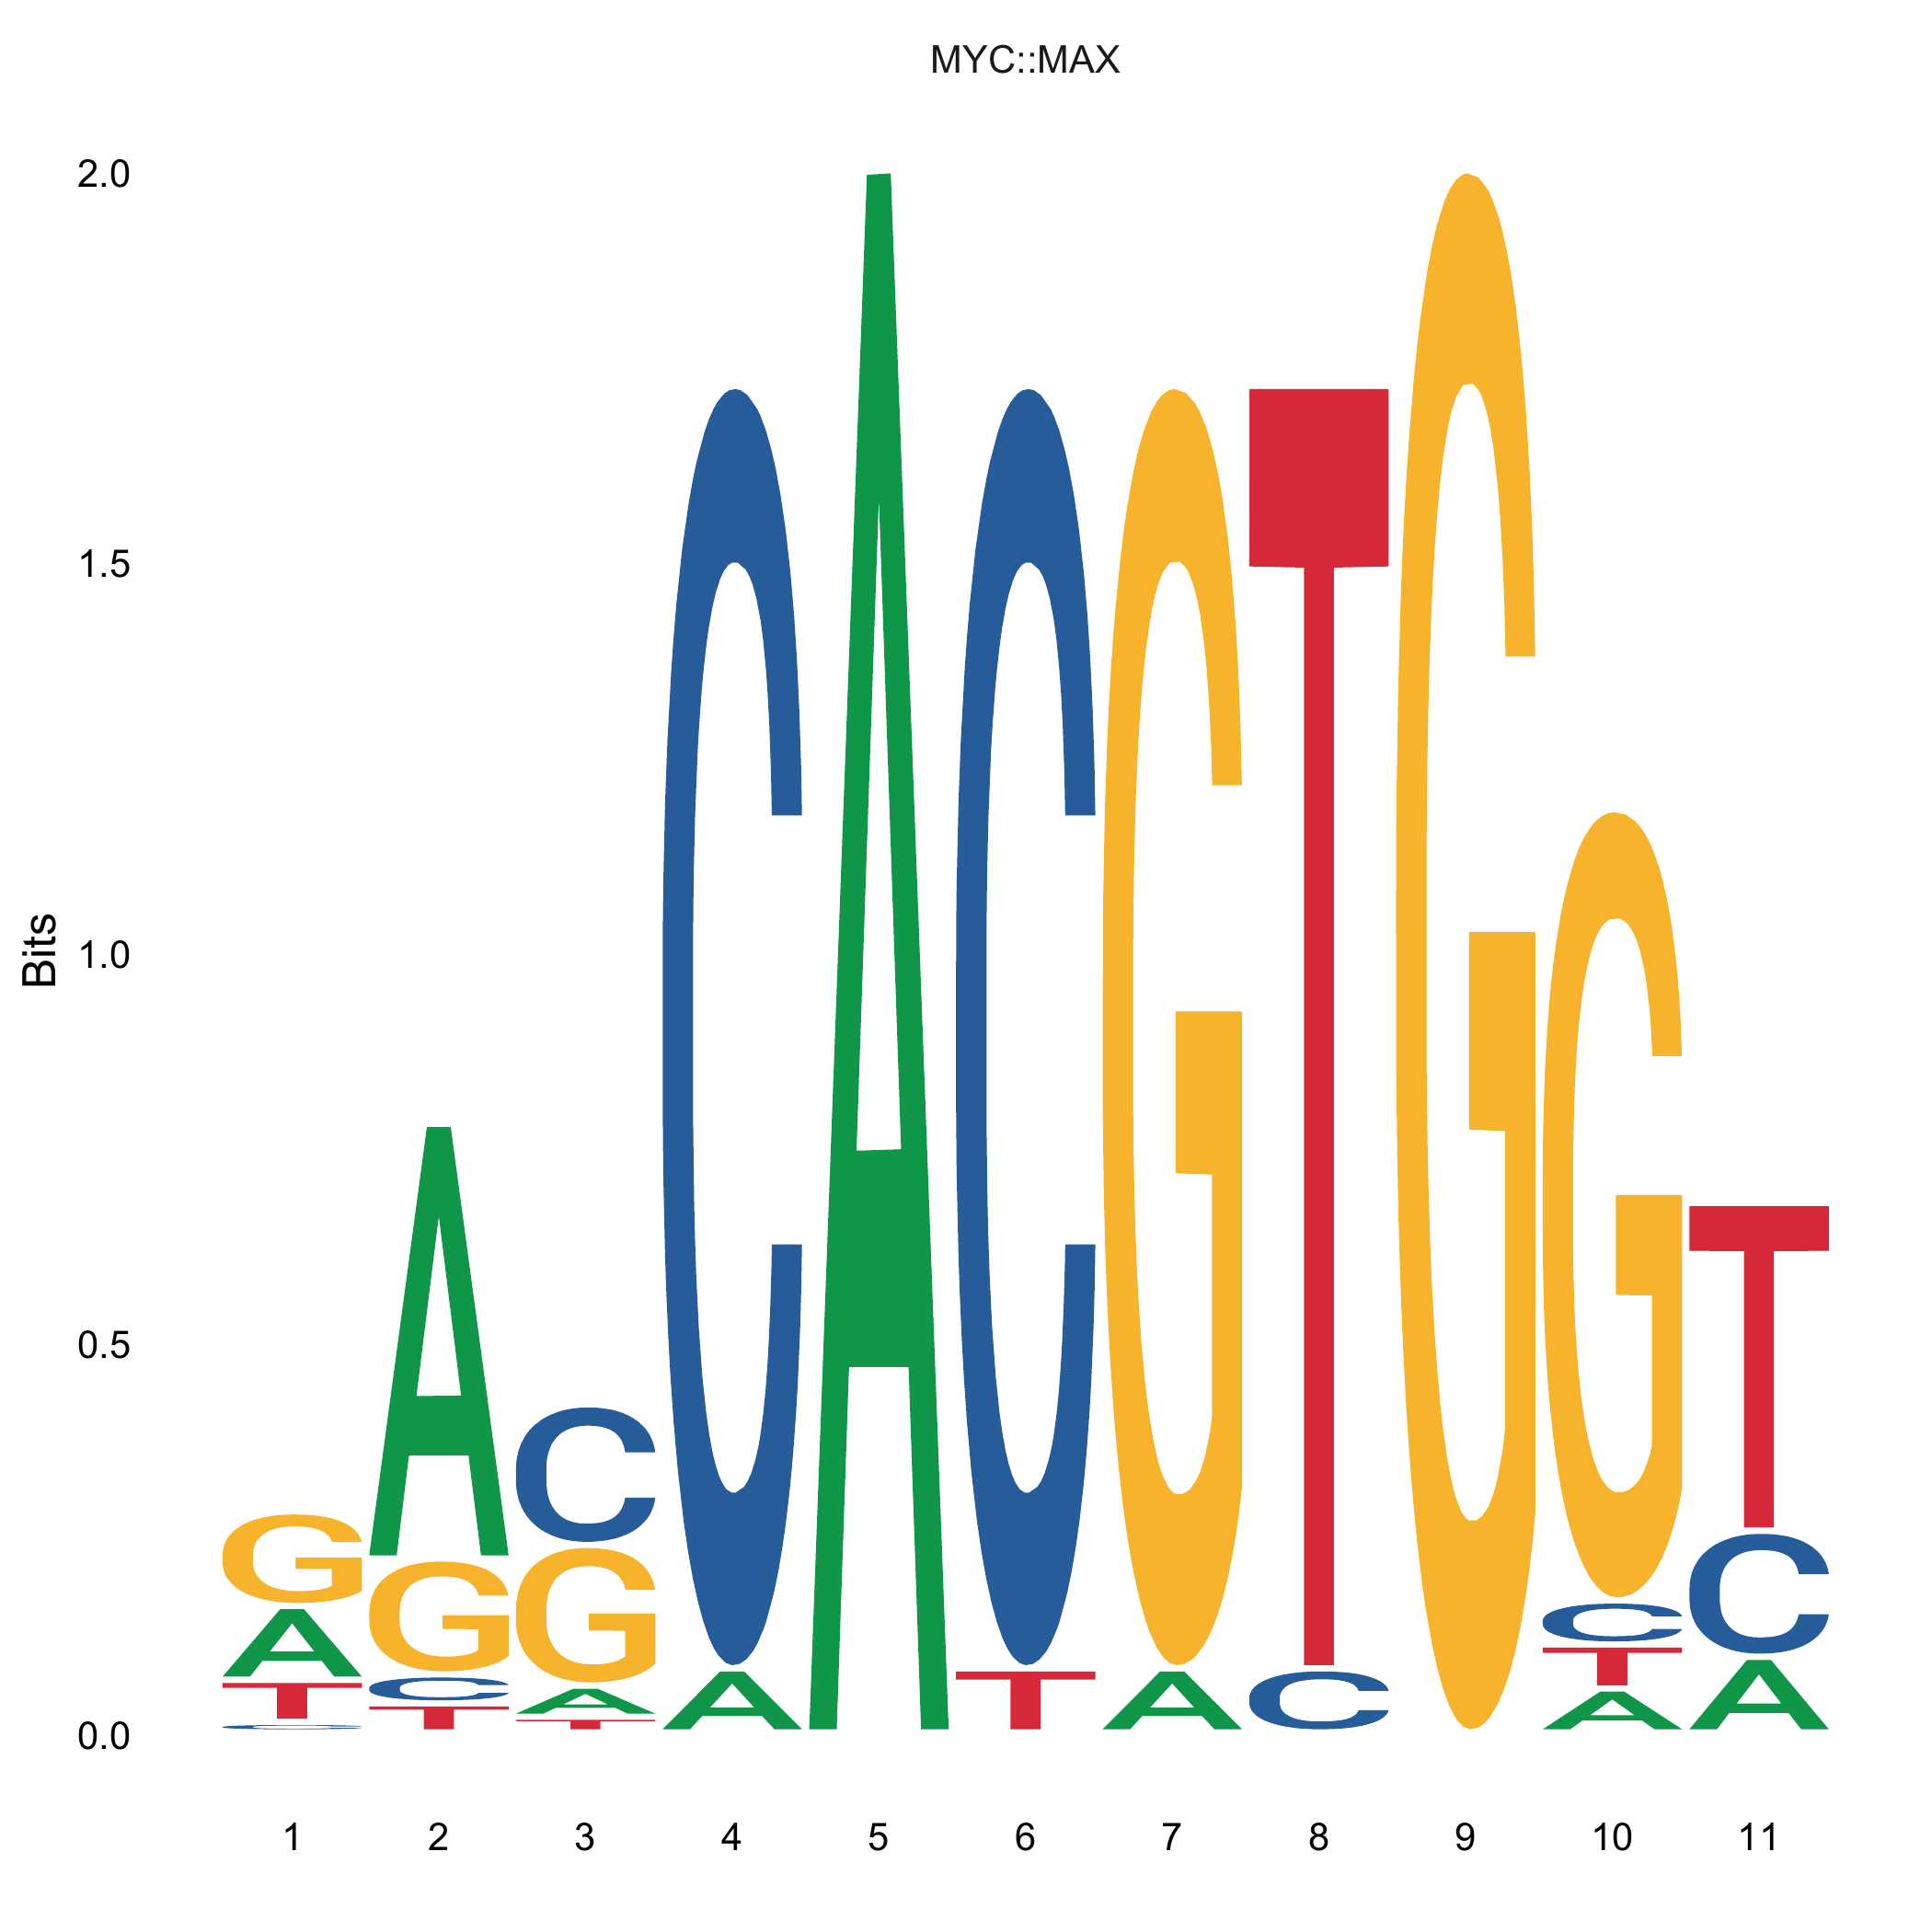 MYC::MAX
2.0
1.5
1.0
0.5
0.0
Bits
G A C C A C G T G G T
A G G A T A C C C
T C A T A
C T T A
1 2 3 4 5 6 7 8 9 10 11